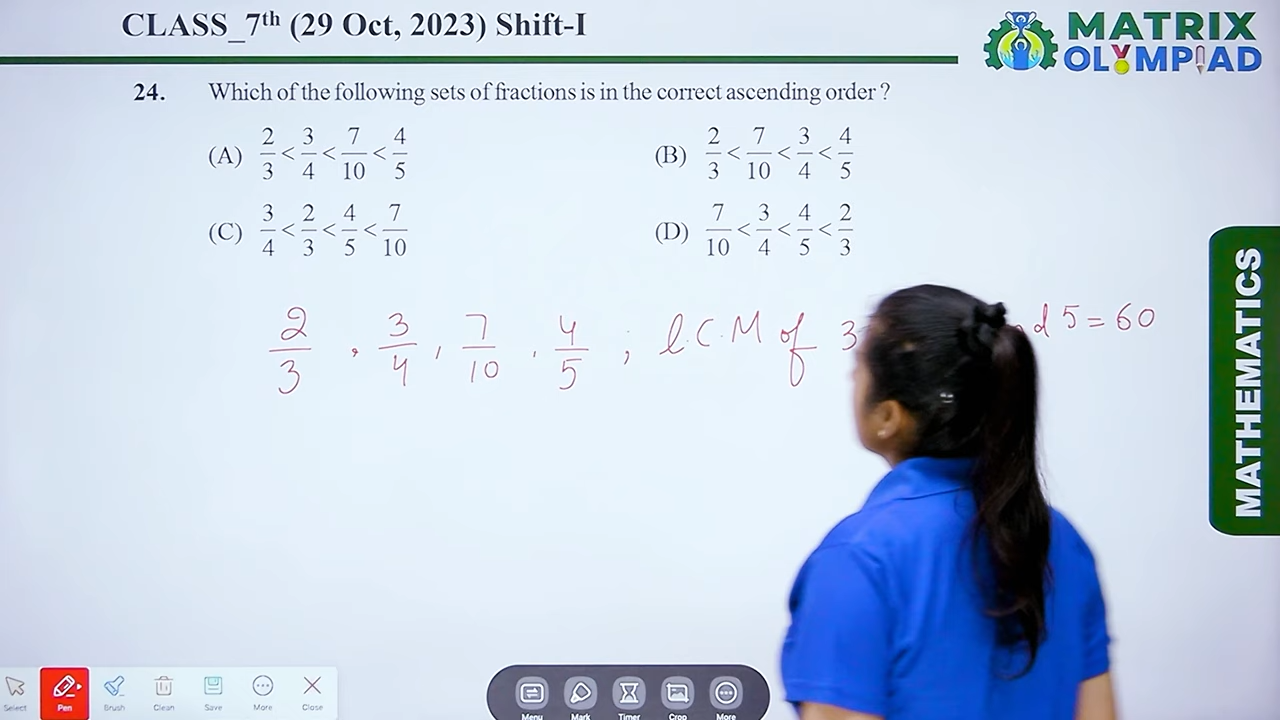 CLASS_7th (29 Oct, 2023) Shift-I
MATRIX
OLYMPIAD
24. Which of the following sets of fractions is in the correct ascending order ?
(A) 2/3 < 3/4 < 7/10 < 4/5
(B) 2/3 < 7/10 < 3/4 < 4/5
(C) 3/4 < 2/3 < 4/5 < 7/10
(D) 7/10 < 3/4 < 4/5 < 2/3
2/3 , 3/4 , 7/10 , 4/5 ; L.C.M of 3 5 = 60
MATHEMATICS
Select
Pen
Brush
Clean
Save
More
Close
Menu
Mark
Timer
Crop
More